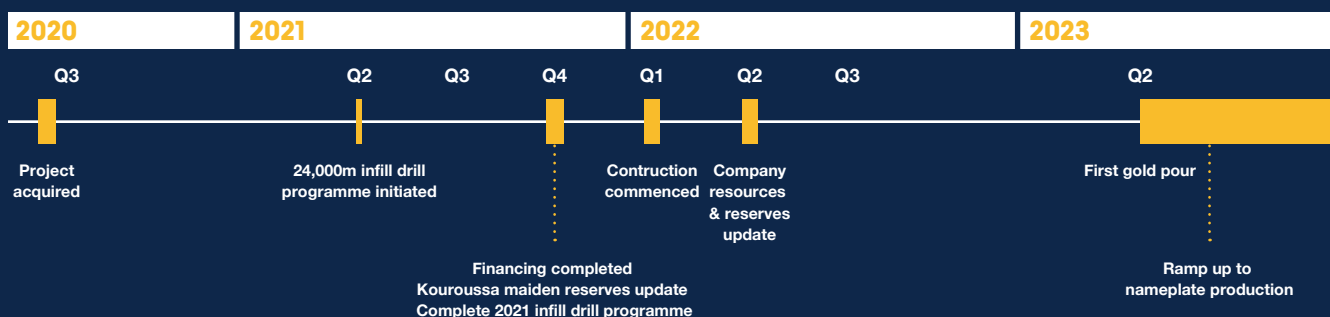 2020 2021 2022 2023
Q3 Q2 Q3 Q4 Q1 Q2 Q3 Q2
Project
acquired
24,000m infill drill
programme initiated
Contruction
commenced
Company
resources
& reserves
update
First gold pour
Financing completed
Kouroussa maiden reserves update
Complete 2021 infill drill programme
Ramp up to
nameplate production